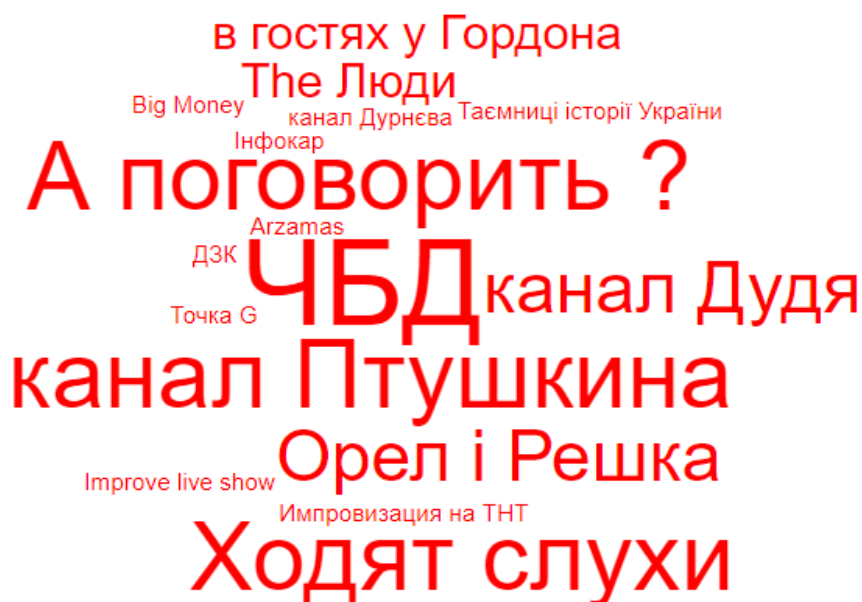 в гостях у Гордона
The Люди
Big Money
канал Дурнєва
Таємниці історії України
Інфокар
А поговорить ?
Arzamas
ДЗК
ЧБД
канал Дудя
Точка G
канал Птушкина
Орел і Решка
Improve live show
Импровизация на ТНТ
Ходят слухи